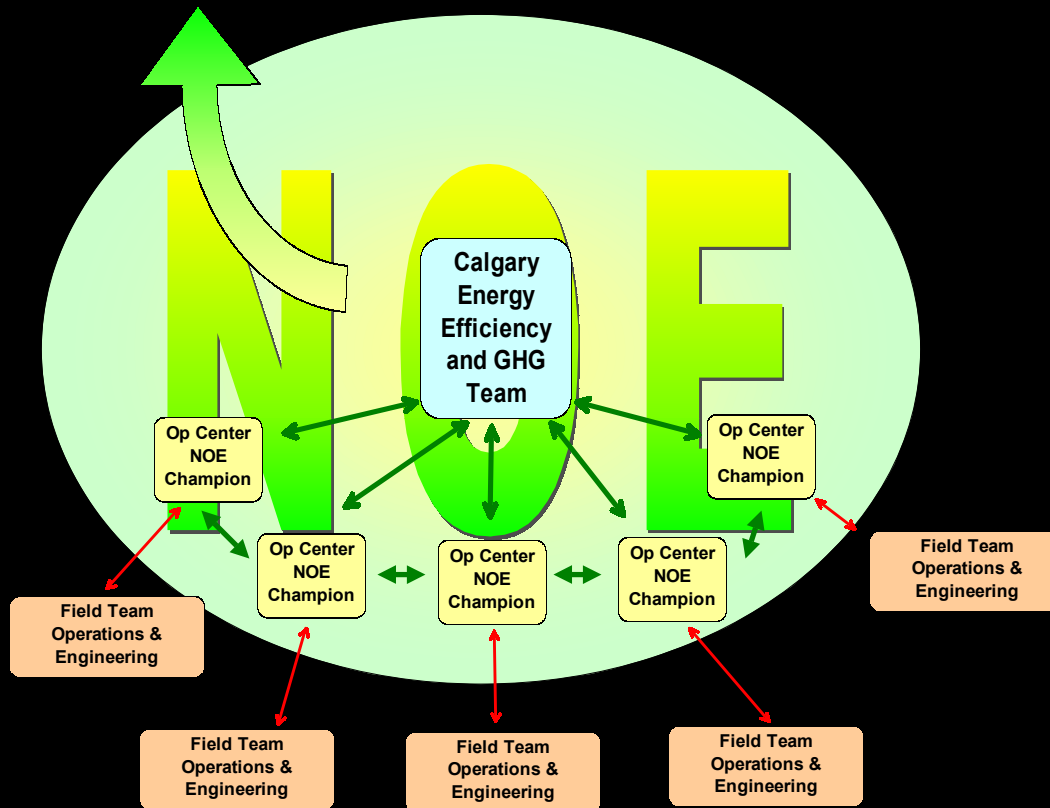 NOE
Calgary
Energy
Efficiency
and GHG
Team
Op Center
NOE
Champion
Op Center
NOE
Champion
Op Center
NOE
Champion
Op Center
NOE
Champion
Op Center
NOE
Champion
Field Team
Operations &
Engineering
Field Team
Operations &
Engineering
Field Team
Operations &
Engineering
Field Team
Operations &
Engineering
Field Team
Operations &
Engineering